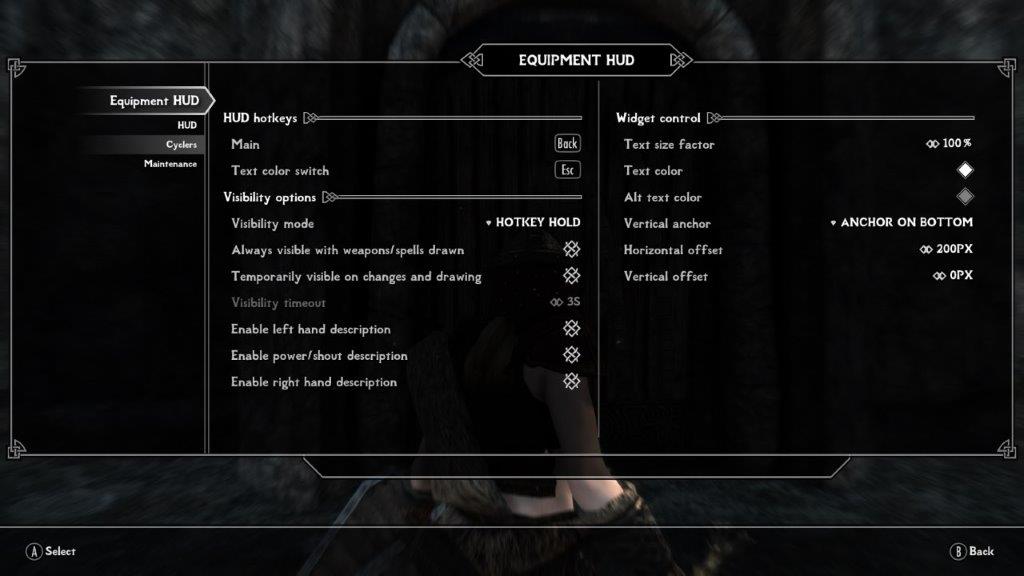 EQUIPMENT HUD
Equipment HUD
HUD
Cyclers
Maintenance
HUD hotkeys
Main Back
Text color switch Esc
Visibility options
Visibility mode HOTKEY HOLD
Always visible with weapons/spells drawn
Temporarily visible on changes and drawing
Visibility timeout 3S
Enable left hand description
Enable power/shout description
Enable right hand description
Widget control
Text size factor 100%
Text color
Alt text color
Vertical anchor ANCHOR ON BOTTOM
Horizontal offset 200PX
Vertical offset 0PX
A Select
B Back